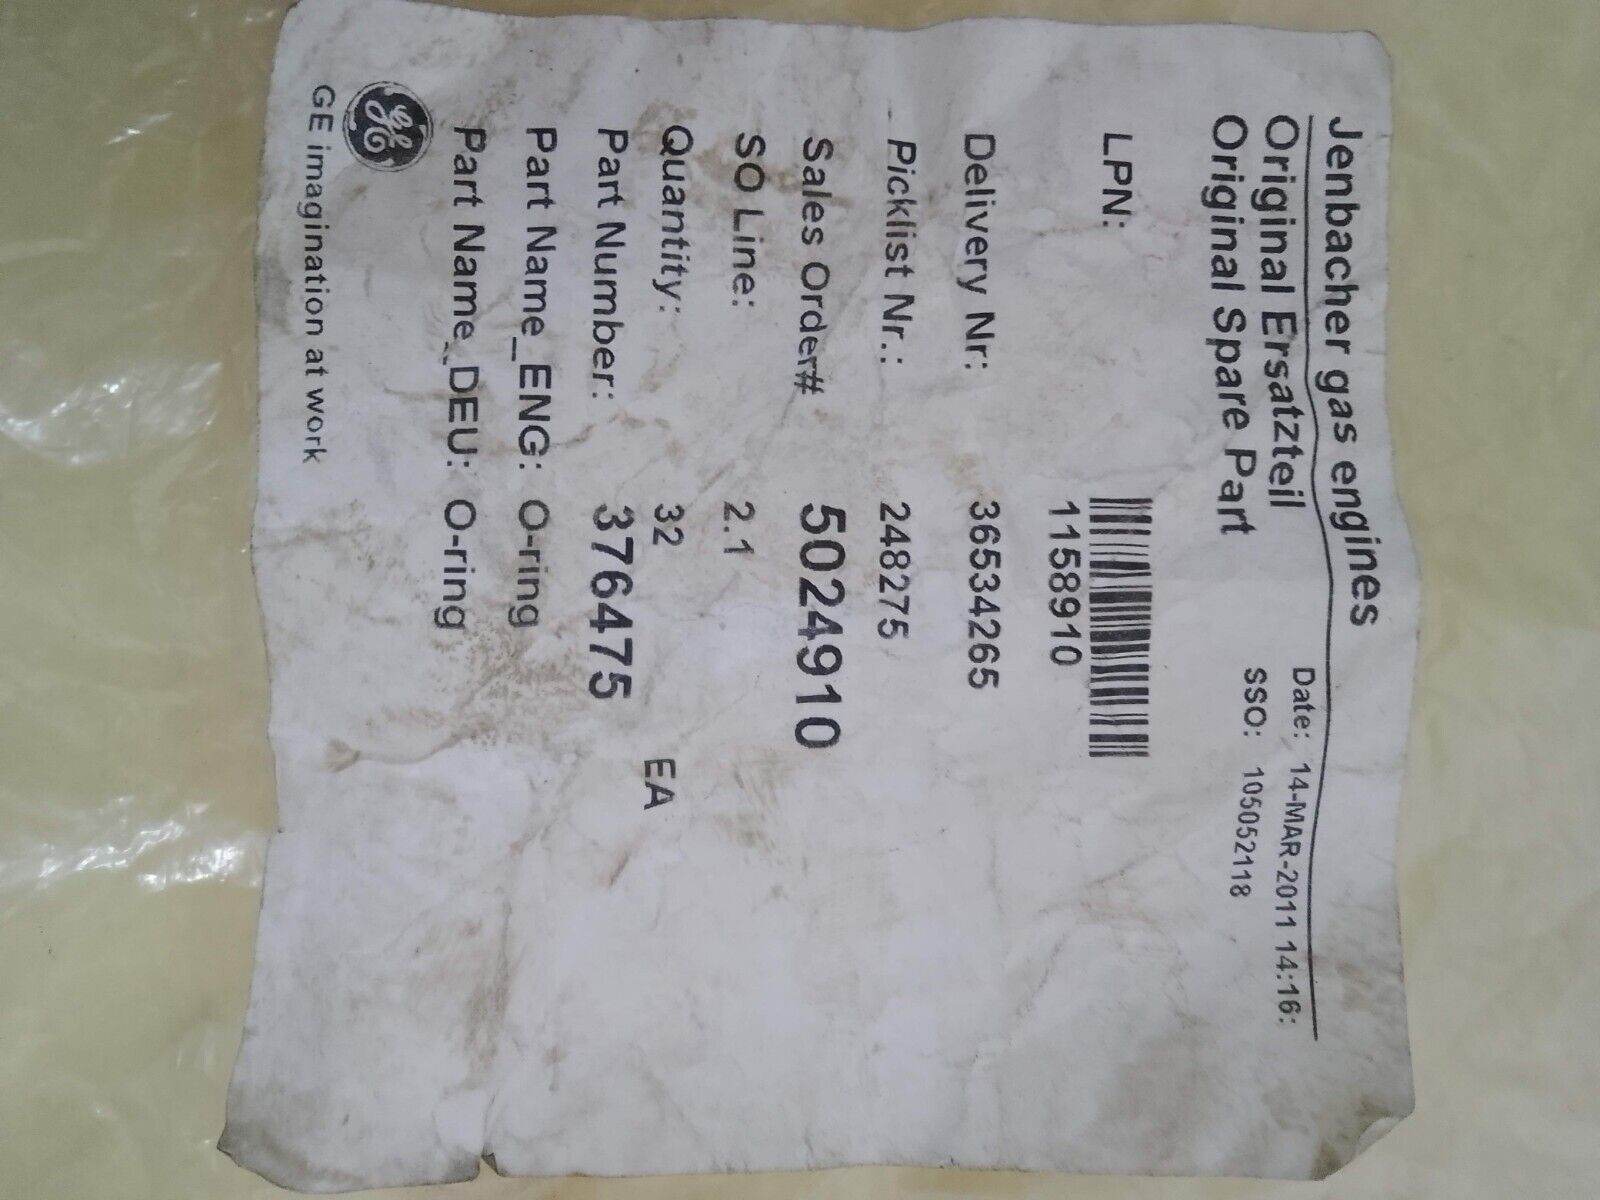 Jenbacher gas engines
Original Ersatzteil Date: 14-MAR-2011 14:16:
Original Spare Part SSO: 105052118
LPN:
1158910
Delivery Nr: 36534265
Picklist Nr.: 248275
Sales Order# 5024910
SO Line: 2.1
Quantity: 32 EA
Part Number: 376475
Part Name_ENG: O-ring
Part Name_DEU: O-ring
GE
GE imagination at work